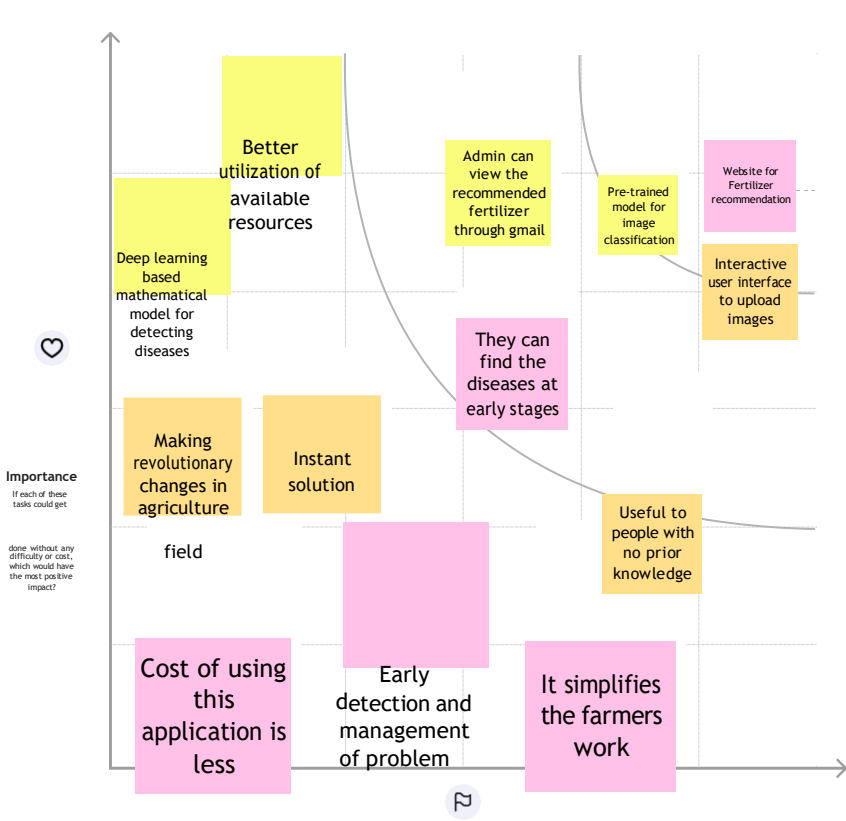 Better
utilization of
available
resources
Admin can
view the
recommended
fertilizer
through gmail
Pre-trained
model for
image
classification
Website for
Fertilizer
recommendation
Deep learning
based
mathematical
model for
detecting
diseases
Interactive
user interface
to upload
images
They can
find the
diseases at
early stages
Making
revolutionary
changes in
agriculture
field
Instant
solution
Importance
If each of these
tasks could get
done without any
difficulty or cost,
which would have
the most positive
impact?
Useful to
people with
no prior
knowledge
Cost of using
this
application is
less
Early
detection and
management
of problem
It simplifies
the farmers
work